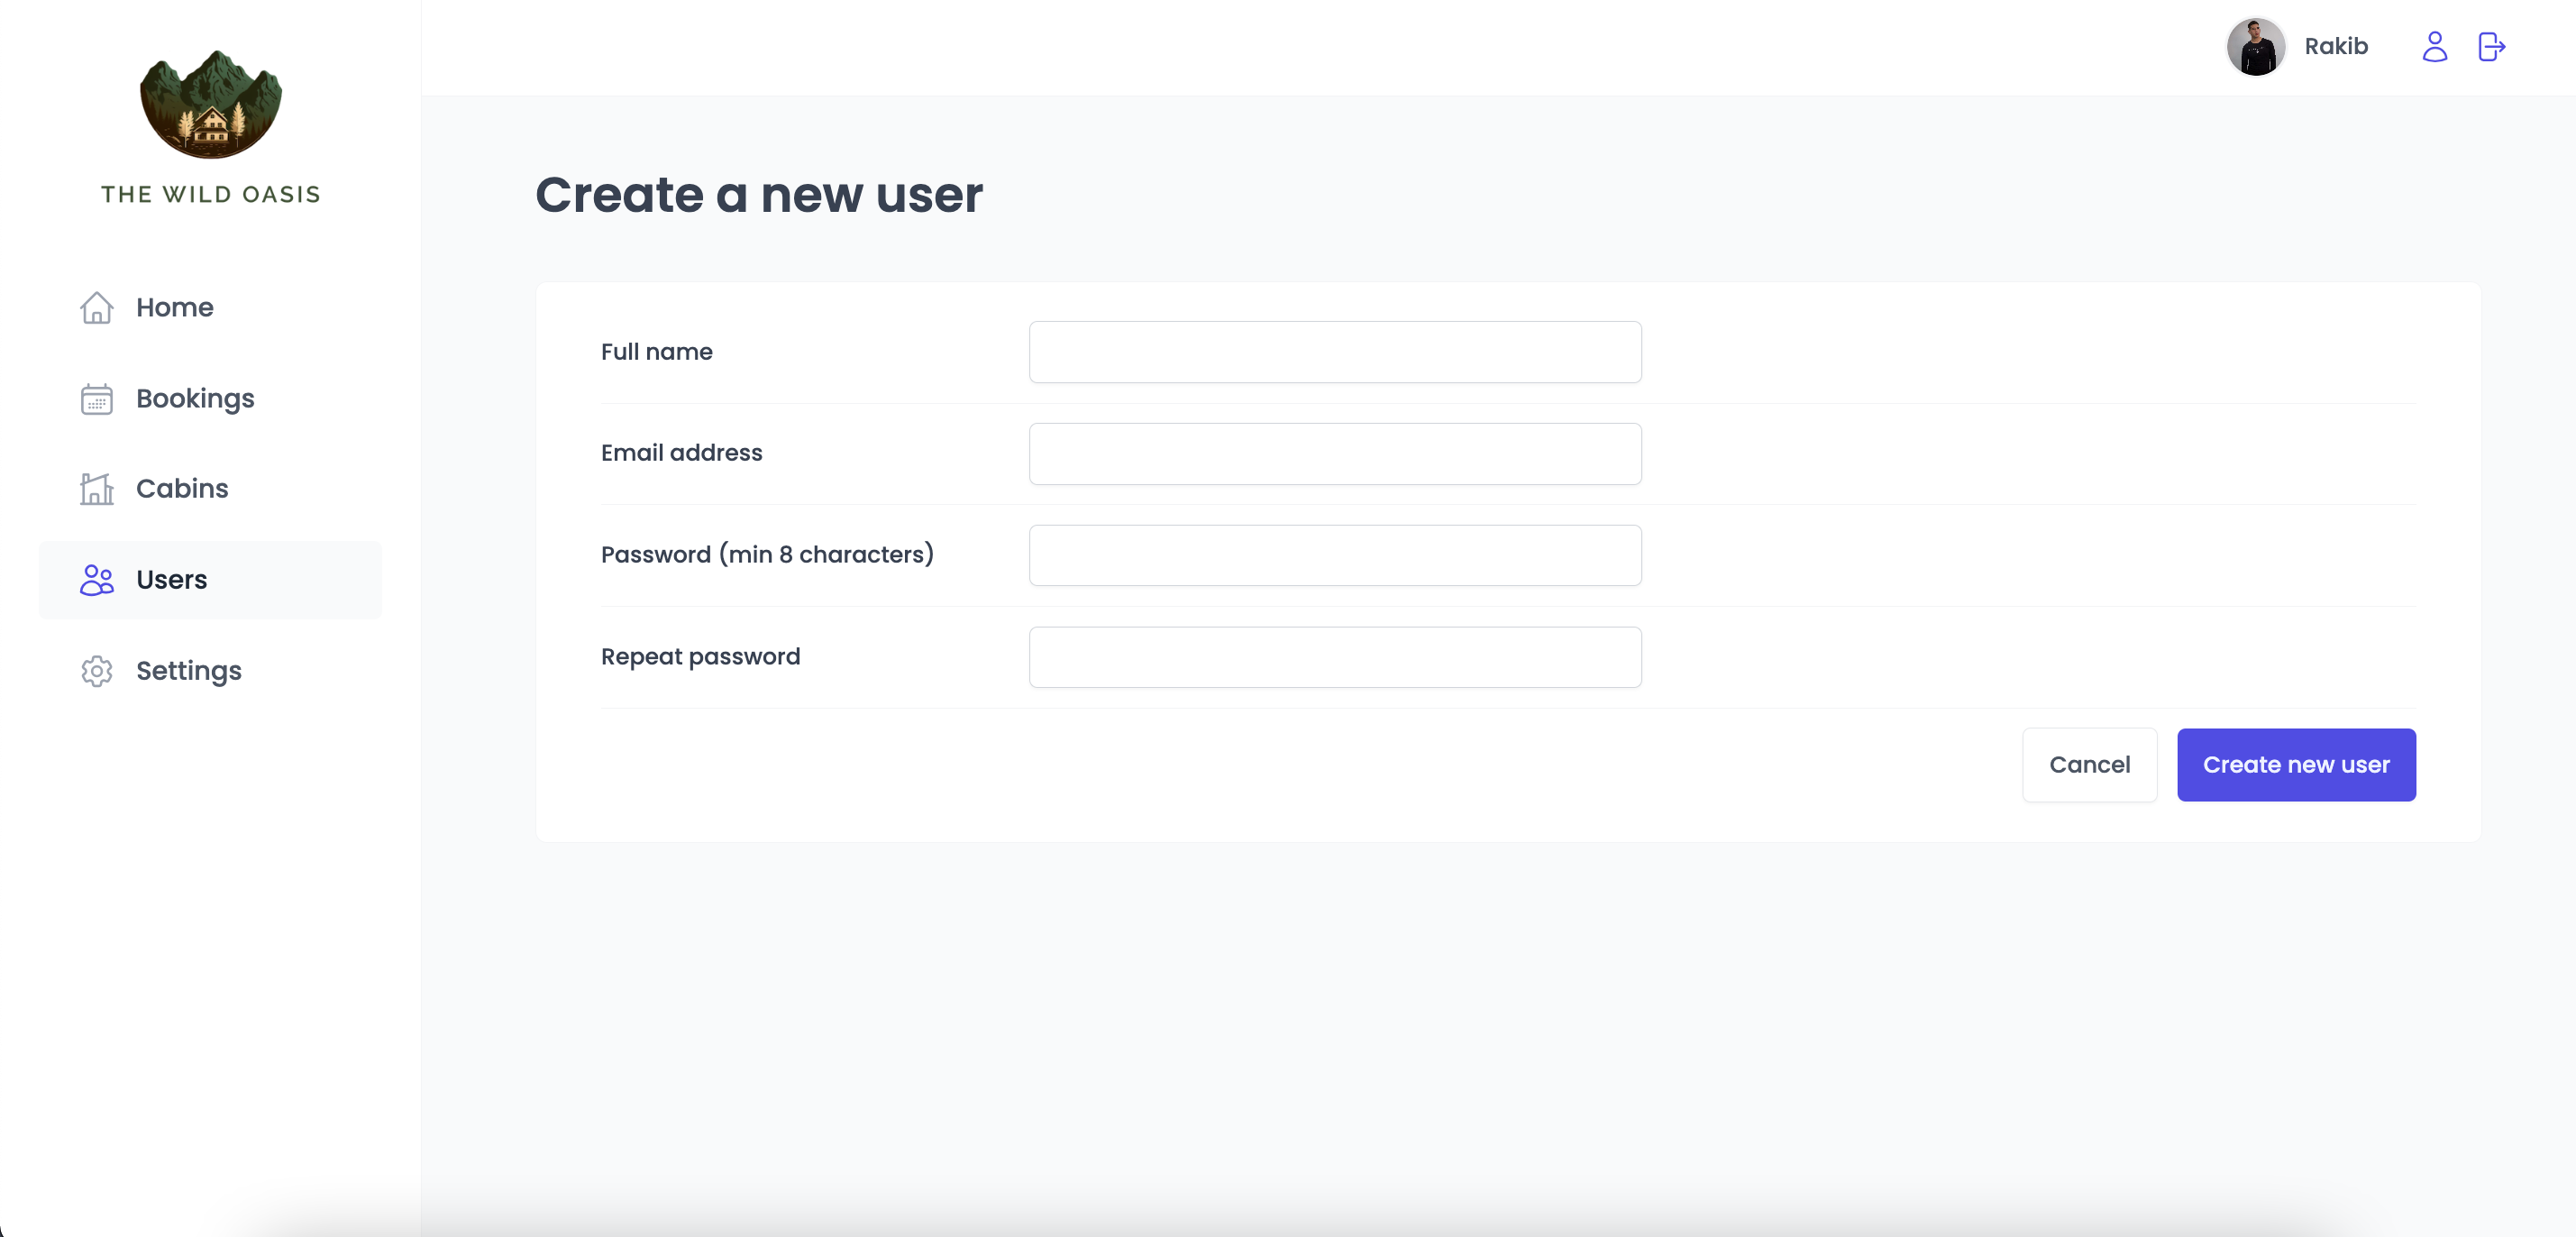 THE WILD OASIS
Home
Bookings
Cabins
Users
Settings
Rakib
Create a new user
Full name
Email address
Password (min 8 characters)
Repeat password
Cancel
Create new user